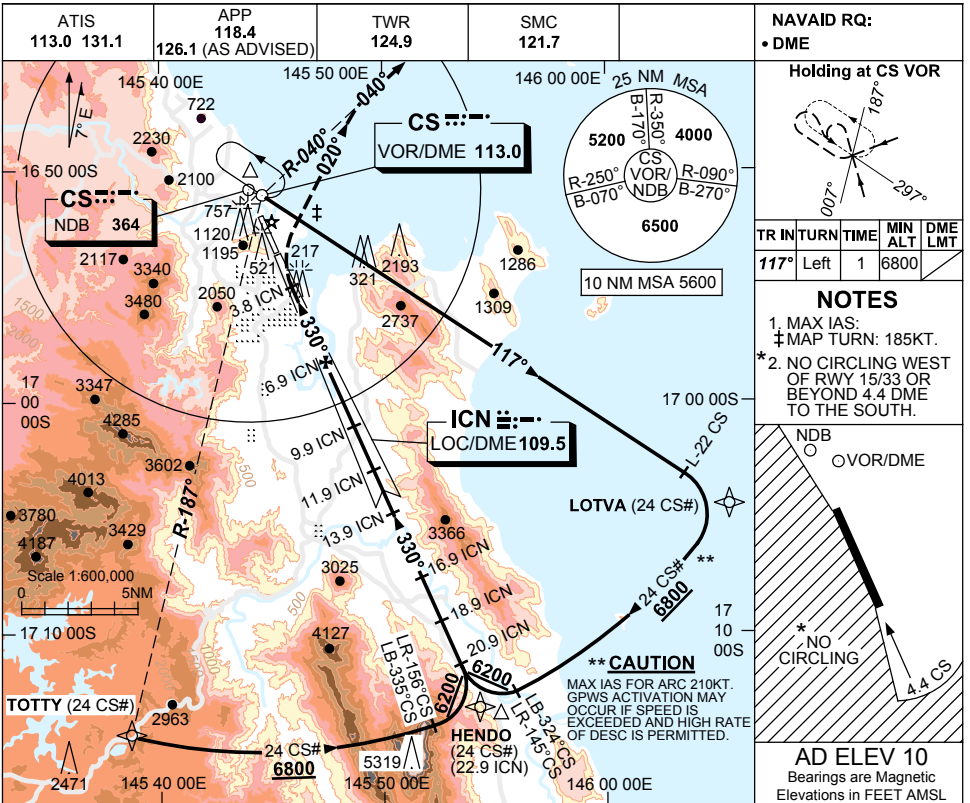 ATIS
113.0 131.1
APP
118.4
126.1 (AS ADVISED)
TWR
124.9
SMC
121.7
NAVAID RQ:
• DME
145 40 00E
145 50 00E
146 00 00E
7° E
722
2230
16 50 00S
2100
CS
VOR/DME 113.0
CS
NDB 364
R-040°
040°
020°
‡
757
1120
1195
521
217
2117
3340
3480
2050
3.8 ICN
321
2193
2737
1286
1309
25 NM MSA
5200
4000
6500
B-170°
R-350°
R-250°
B-070°
R-090°
B-270°
CS
VOR/
NDB
10 NM MSA 5600
1500
2000
330°
117°
6.9 ICN
17
00
00S
17 00 00S
3347
4285
3602
4013
3780
4187
3429
R-187°
500
9.9 ICN
11.9 ICN
13.9 ICN
ICN
LOC/DME 109.5
L-22 CS
LOTVA (24 CS#)
3366
330°
16.9 ICN
18.9 ICN
20.9 ICN
24 CS#
6800
**
Scale 1:600,000
0 5NM
17 10 00S
17
10
00S
500
3025
4127
LR-156°CS
LB-335°CS
6200
6200
LB-324°CS
LR-145°CS
** CAUTION
MAX IAS FOR ARC 210KT.
GPWS ACTIVATION MAY
OCCUR IF SPEED IS
EXCEEDED AND HIGH RATE
OF DESC IS PERMITTED.
TOTTY (24 CS#)
2963
24 CS#
6800
5319
HENDO
(24 CS#)
(22.9 ICN)
2471
145 40 00E
145 50 00E
146 00 00E
Holding at CS VOR
187°
007°
297°
TR IN TURN TIME MIN ALT DME LMT
117° Left 1 6800
NOTES
1. MAX IAS:
‡ MAP TURN: 185KT.
*2. NO CIRCLING WEST
OF RWY 15/33 OR
BEYOND 4.4 DME
TO THE SOUTH.
NDB
VOR/DME
*NO
CIRCLING
4.4 CS
AD ELEV 10
Bearings are Magnetic
Elevations in FEET AMSL